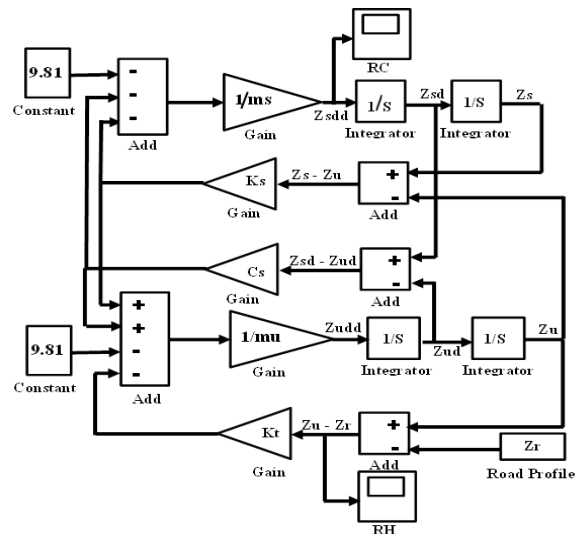 RC
9.81
Constant
-
-
-
Add
1/ms
Gain
Zsdd
1/S
Integrator
Zsd
1/S
Integrator
Zs
Ks
Gain
Zs - Zu
+
-
Add
Cs
Gain
Zsd - Zud
+
-
Add
9.81
Constant
+
+
-
-
Add
1/mu
Gain
Zudd
1/S
Integrator
Zud
1/S
Integrator
Zu
Kt
Gain
Zu - Zr
+
-
Add
Zr
Road Profile
RH